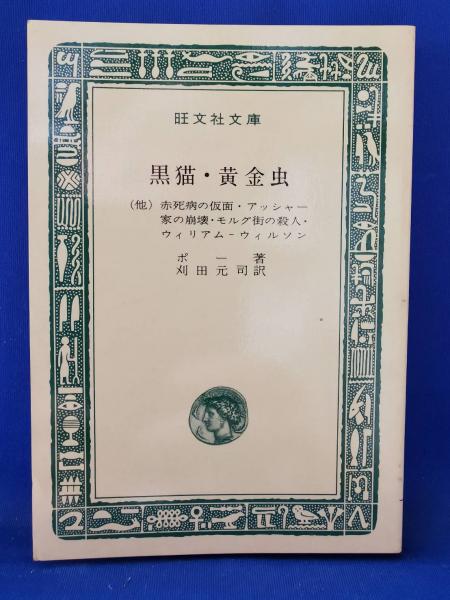 旺文社文庫
黒猫・黄金虫
（他）赤死病の仮面・アッシャー
家の崩壊・モルグ街の殺人・
ウィリアム－ウィルソン
ポー著
刈田元司訳